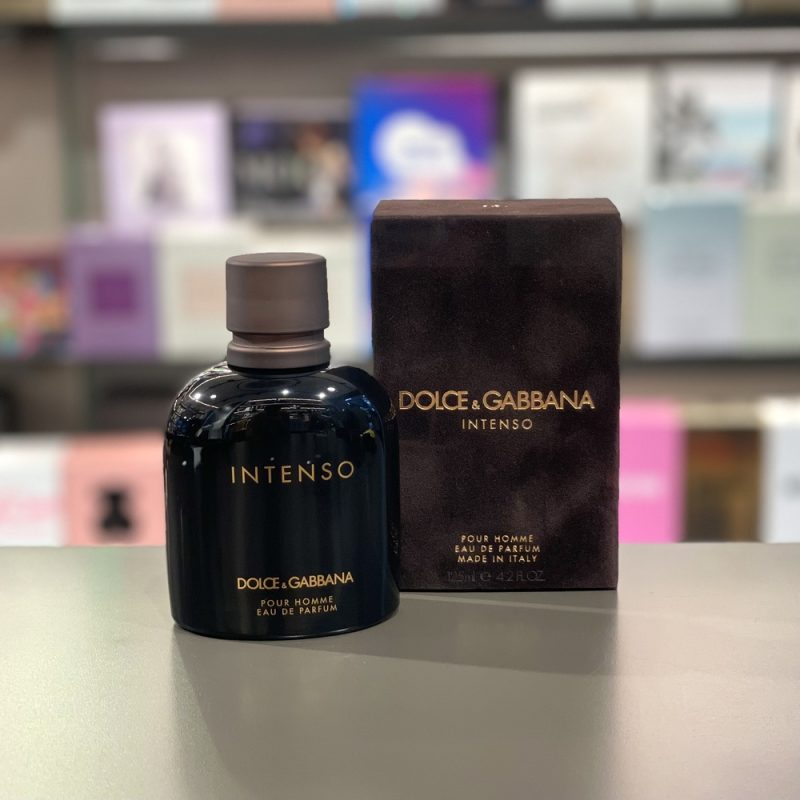 INTENSO
DOLCE & GABBANA
POUR HOMME
EAU DE PARFUM
DOLCE & GABBANA
INTENSO
POUR HOMME
EAU DE PARFUM
MADE IN ITALY
125ml ℮ 4.2 FL.OZ